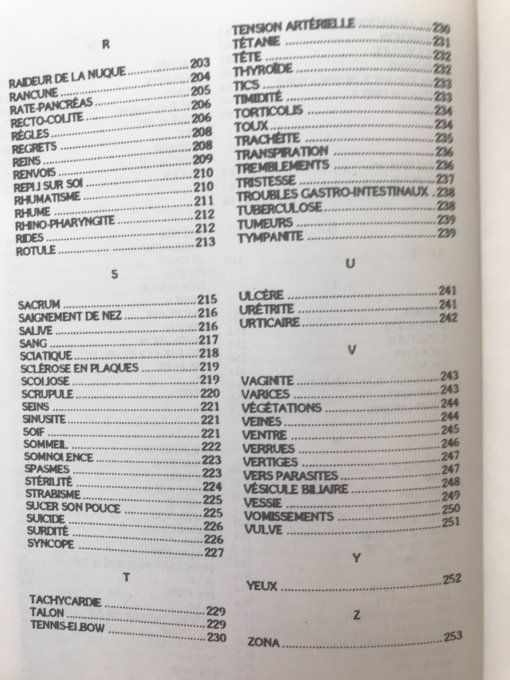 R
RAIDEUR DE LA NUQUE 203
RANCUNE 204
RATE-PANCRÉAS 205
RECTO-COLITE 206
RÈGLES 206
REGRETS 208
REINS 208
RENVOIS 209
REPLI SUR SOI 210
RHUMATISME 210
RHUME 211
RHINO-PHARYNGITE 212
RIDES 212
ROTULE 213
S
SACRUM 215
SAIGNEMENT DE NEZ 216
SALIVE 216
SANG 217
SCIATIQUE 218
SCLÉROSE EN PLAQUES 219
SCOLIOSE 219
SCRUPULE 220
SEINS 221
SINUSITE 221
SOIF 221
SOMMEIL 222
SOMNOLENCE 223
SPASMES 223
STÉRILITÉ 224
STRABISME 225
SUCER SON POUCE 225
SUICIDE 226
SURDITÉ 226
SYNCOPE 227
T
TACHYCARDIE 229
TALON 229
TENNIS-ELBOW 230
TENSION ARTÉRIELLE 230
TÉTANIE 231
TÊTE 232
THYROÏDE 232
TICS 233
TIMIDITÉ 233
TORTICOLIS 234
TOUX 234
TRACHÉITE 235
TRANSPIRATION 236
TREMBLEMENTS 236
TRISTESSE 237
TROUBLES GASTRO-INTESTINAUX 238
TUBERCULOSE 238
TUMEURS 239
TYMPANITE 239
U
ULCÈRE 241
URÉTRITE 241
URTICAIRE 242
V
VAGINITE 243
VARICES 243
VÉGÉTATIONS 244
VEINES 244
VENTRE 245
VERRUES 246
VERTIGES 247
VERS PARASITES 247
VÉSICULE BILIAIRE 248
VESSIE 249
VOMISSEMENTS 250
VULVE 251
Y
YEUX 252
Z
ZONA 253